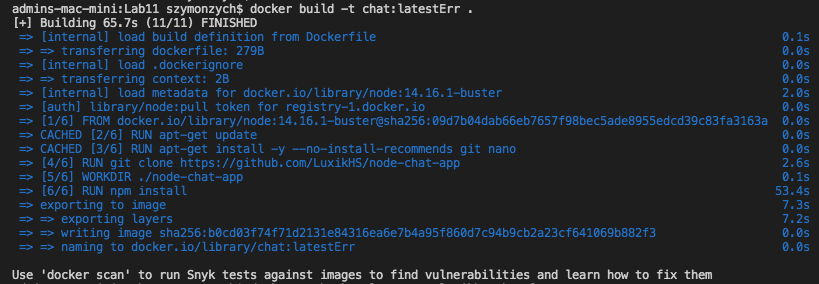 admins-mac-mini:Lab11 szymonzych$ docker build -t chat:latestErr .
[+] Building 65.7s (11/11) FINISHED
=> [internal] load build definition from Dockerfile 0.1s
=> => transferring dockerfile: 279B 0.0s
=> [internal] load .dockerignore 0.0s
=> => transferring context: 2B 0.0s
=> [internal] load metadata for docker.io/library/node:14.16.1-buster 2.0s
=> [auth] library/node:pull token for registry-1.docker.io 0.0s
=> [1/6] FROM docker.io/library/node:14.16.1-buster@sha256:09d7b04dab66eb7657f98bec5ade8955edcd39c83fa3163a 0.0s
=> CACHED [2/6] RUN apt-get update 0.0s
=> CACHED [3/6] RUN apt-get install -y --no-install-recommends git nano 0.0s
=> [4/6] RUN git clone https://github.com/LuxikHS/node-chat-app 2.6s
=> [5/6] WORKDIR ./node-chat-app 0.1s
=> [6/6] RUN npm install 53.4s
=> exporting to image 7.3s
=> => exporting layers 7.2s
=> => writing image sha256:b0cd03f74f71d2131e84316ea6e7b4a95f860d7c94b9cb2a23cf641069b882f3 0.0s
=> => naming to docker.io/library/chat:latestErr 0.0s
Use 'docker scan' to run Snyk tests against images to find vulnerabilities and learn how to fix them